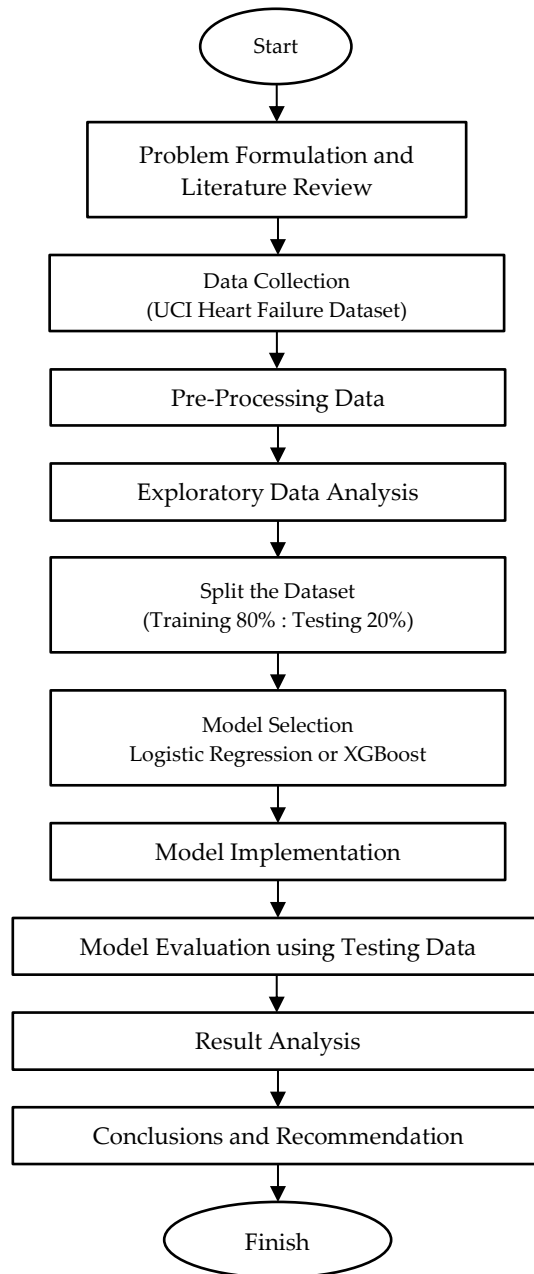 Start
Problem Formulation and
Literature Review
Data Collection
(UCI Heart Failure Dataset)
Pre-Processing Data
Exploratory Data Analysis
Split the Dataset
(Training 80% : Testing 20%)
Model Selection
Logistic Regression or XGBoost
Model Implementation
Model Evaluation using Testing Data
Result Analysis
Conclusions and Recommendation
Finish